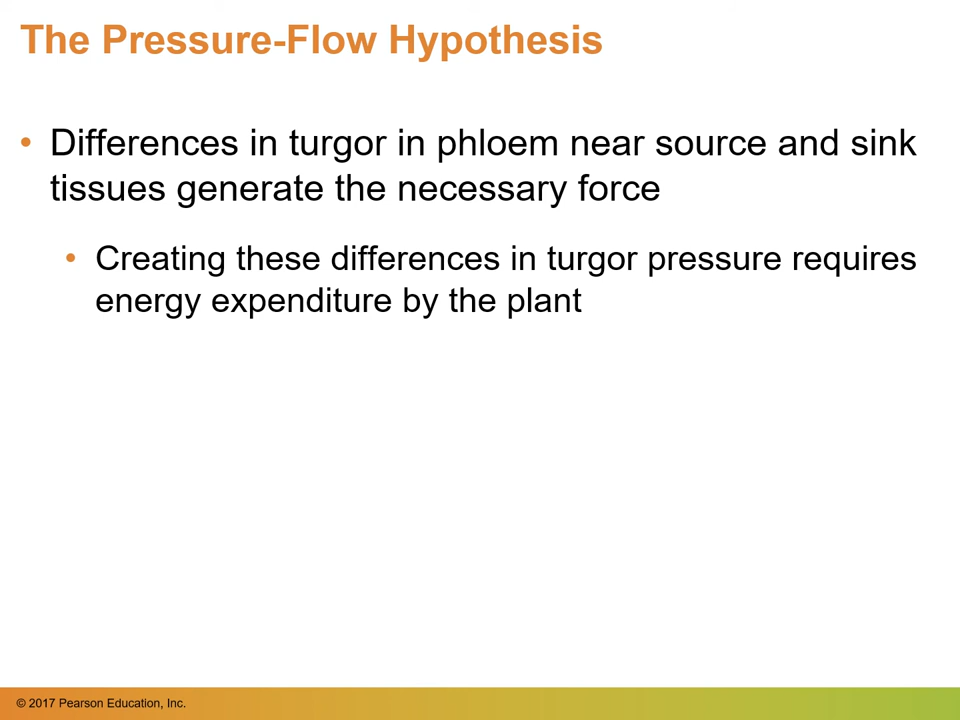 The Pressure-Flow Hypothesis
• Differences in turgor in phloem near source and sink
tissues generate the necessary force
• Creating these differences in turgor pressure requires
energy expenditure by the plant
© 2017 Pearson Education, Inc.